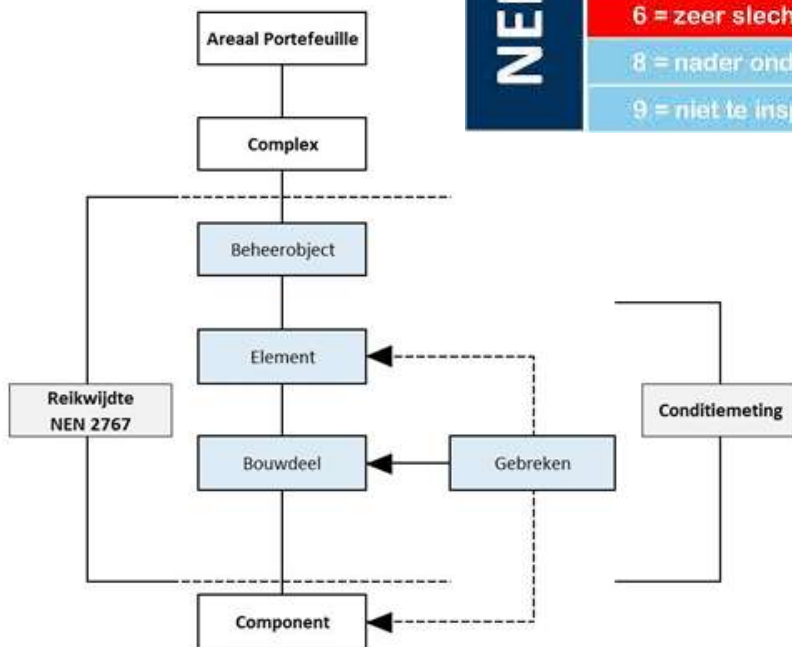 Areaal Portefeuille
Complex
Beheerobject
Element
Bouwdeel
Component
Reikwijdte
NEN 2767
Gebreken
Conditiemeting
6 = zeer slech
8 = nader ond
9 = niet te insp
NE